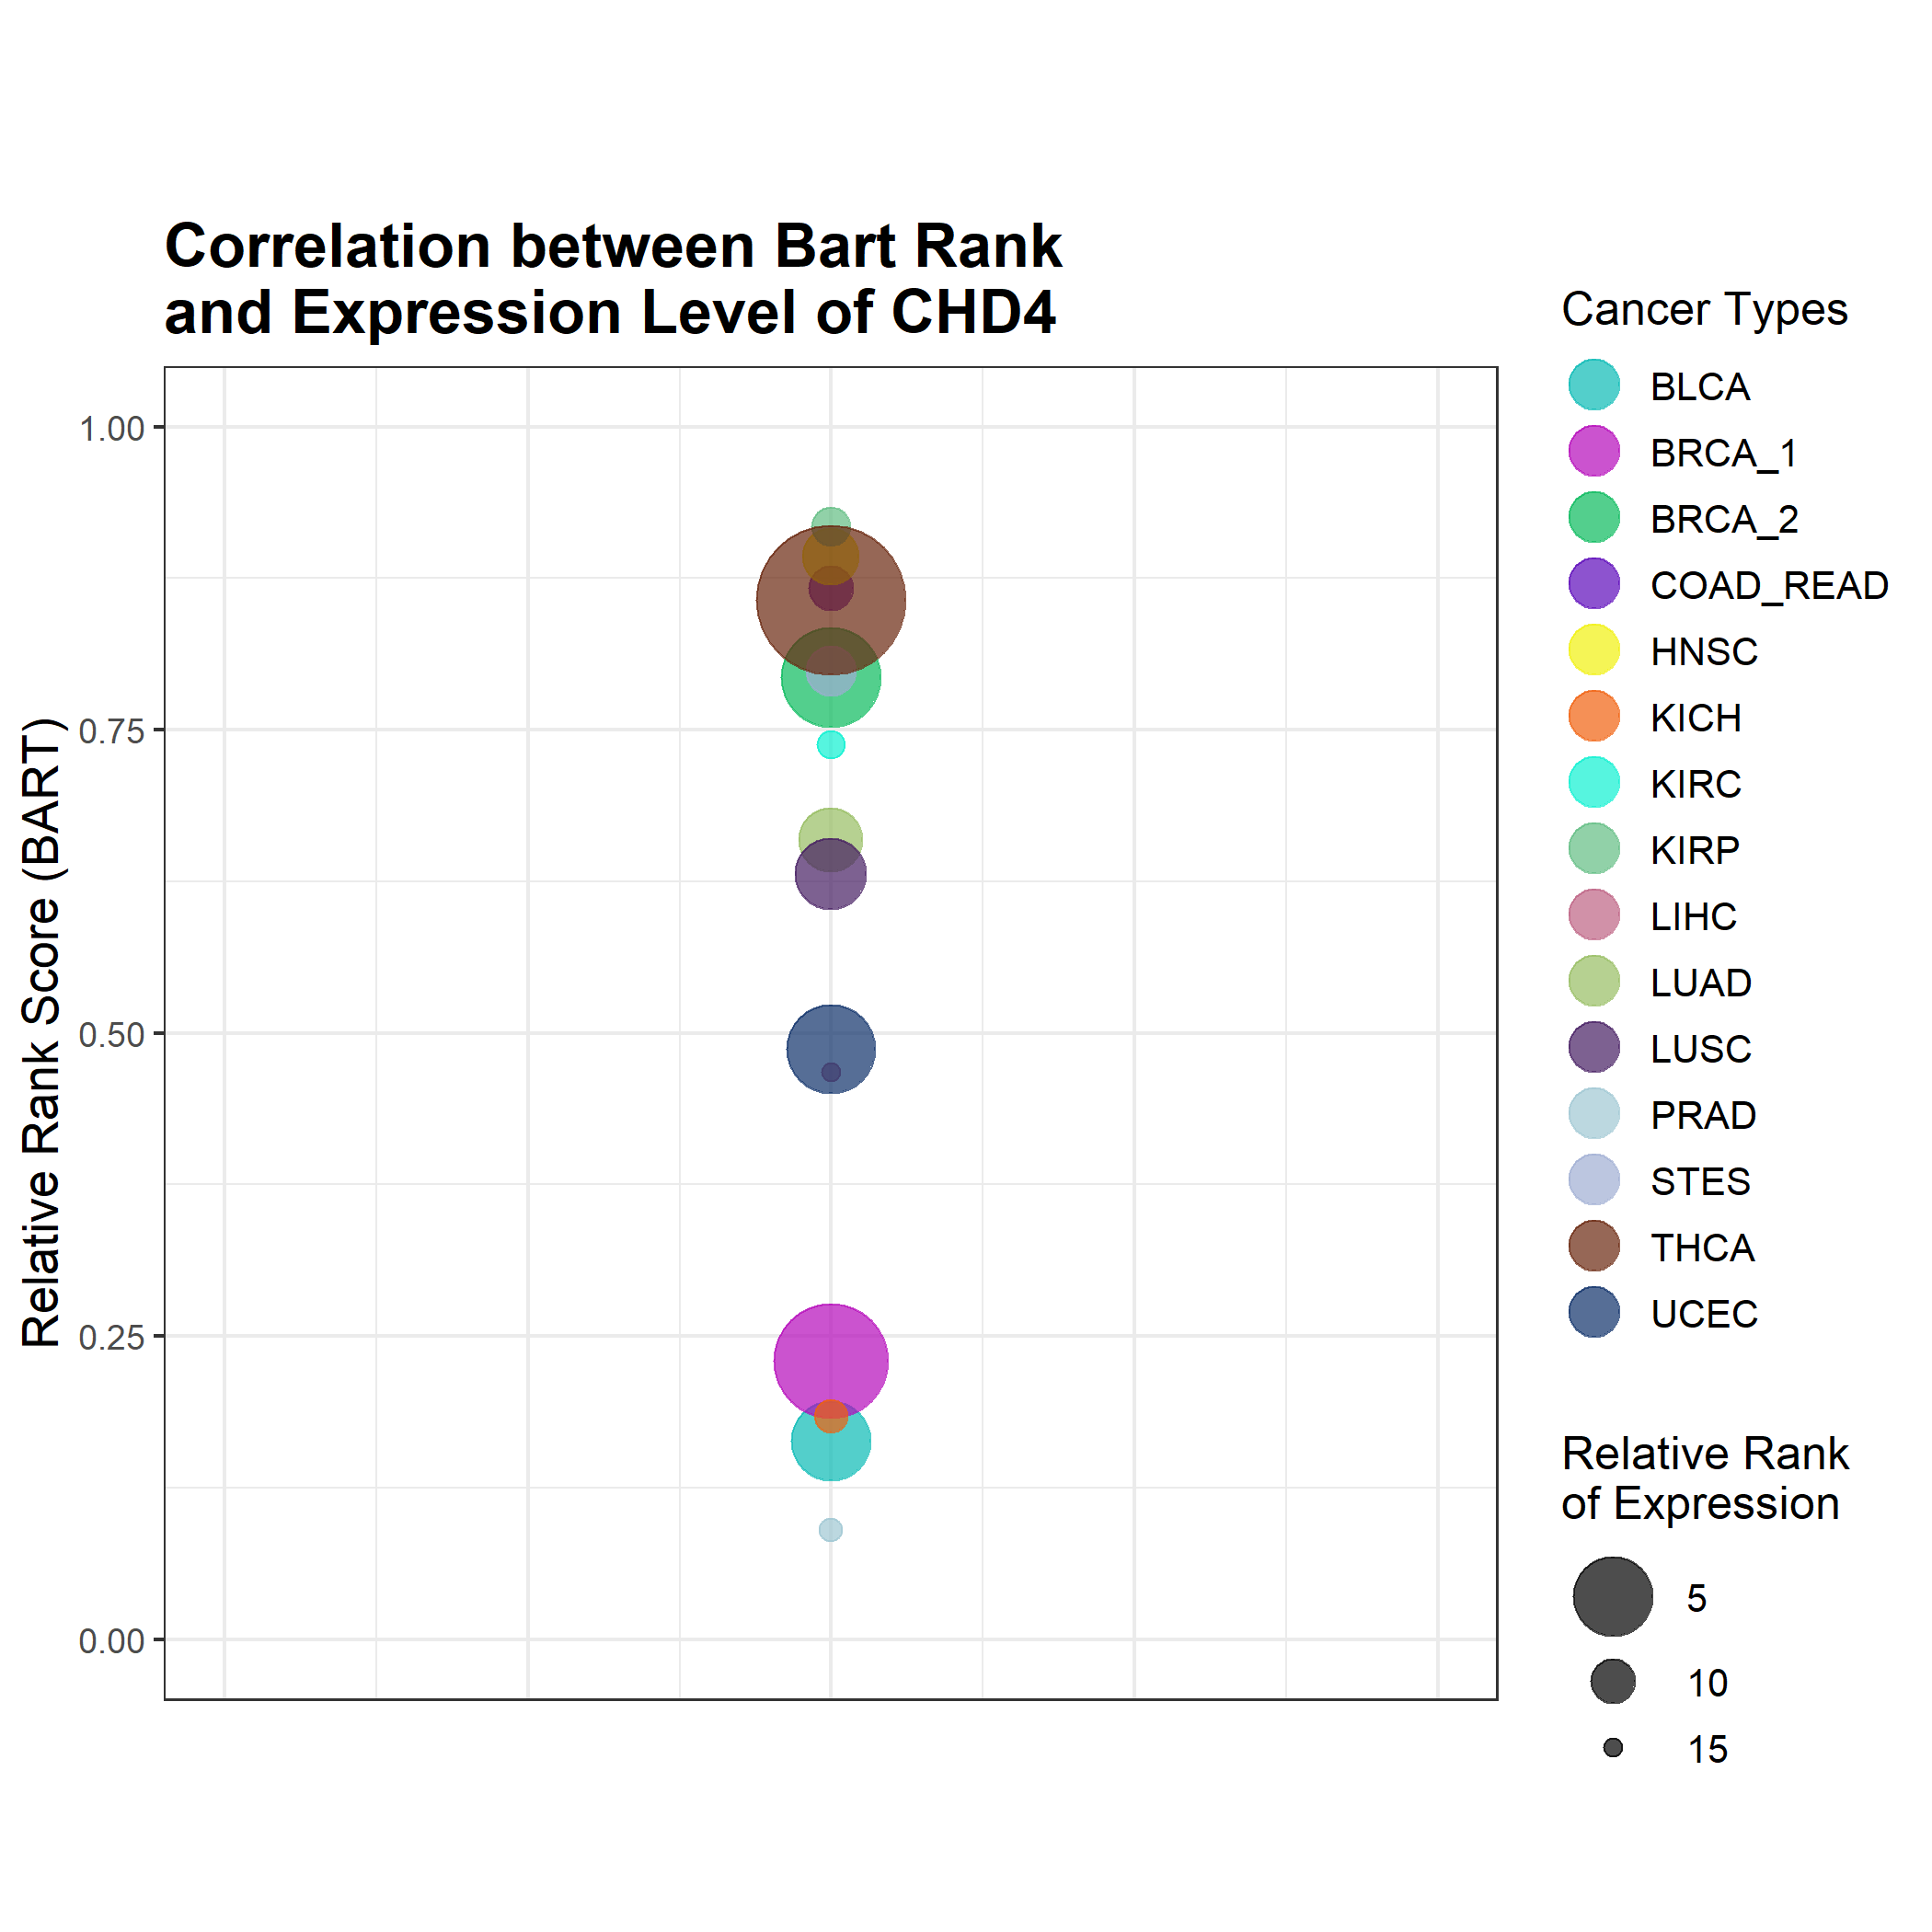 Correlation between Bart Rank
and Expression Level of CHD4
Relative Rank Score (BART)
1.00
0.75
0.50
0.25
0.00
Cancer Types
BLCA
BRCA_1
BRCA_2
COAD_READ
HNSC
KICH
KIRC
KIRP
LIHC
LUAD
LUSC
PRAD
STES
THCA
UCEC
Relative Rank
of Expression
5
10
15